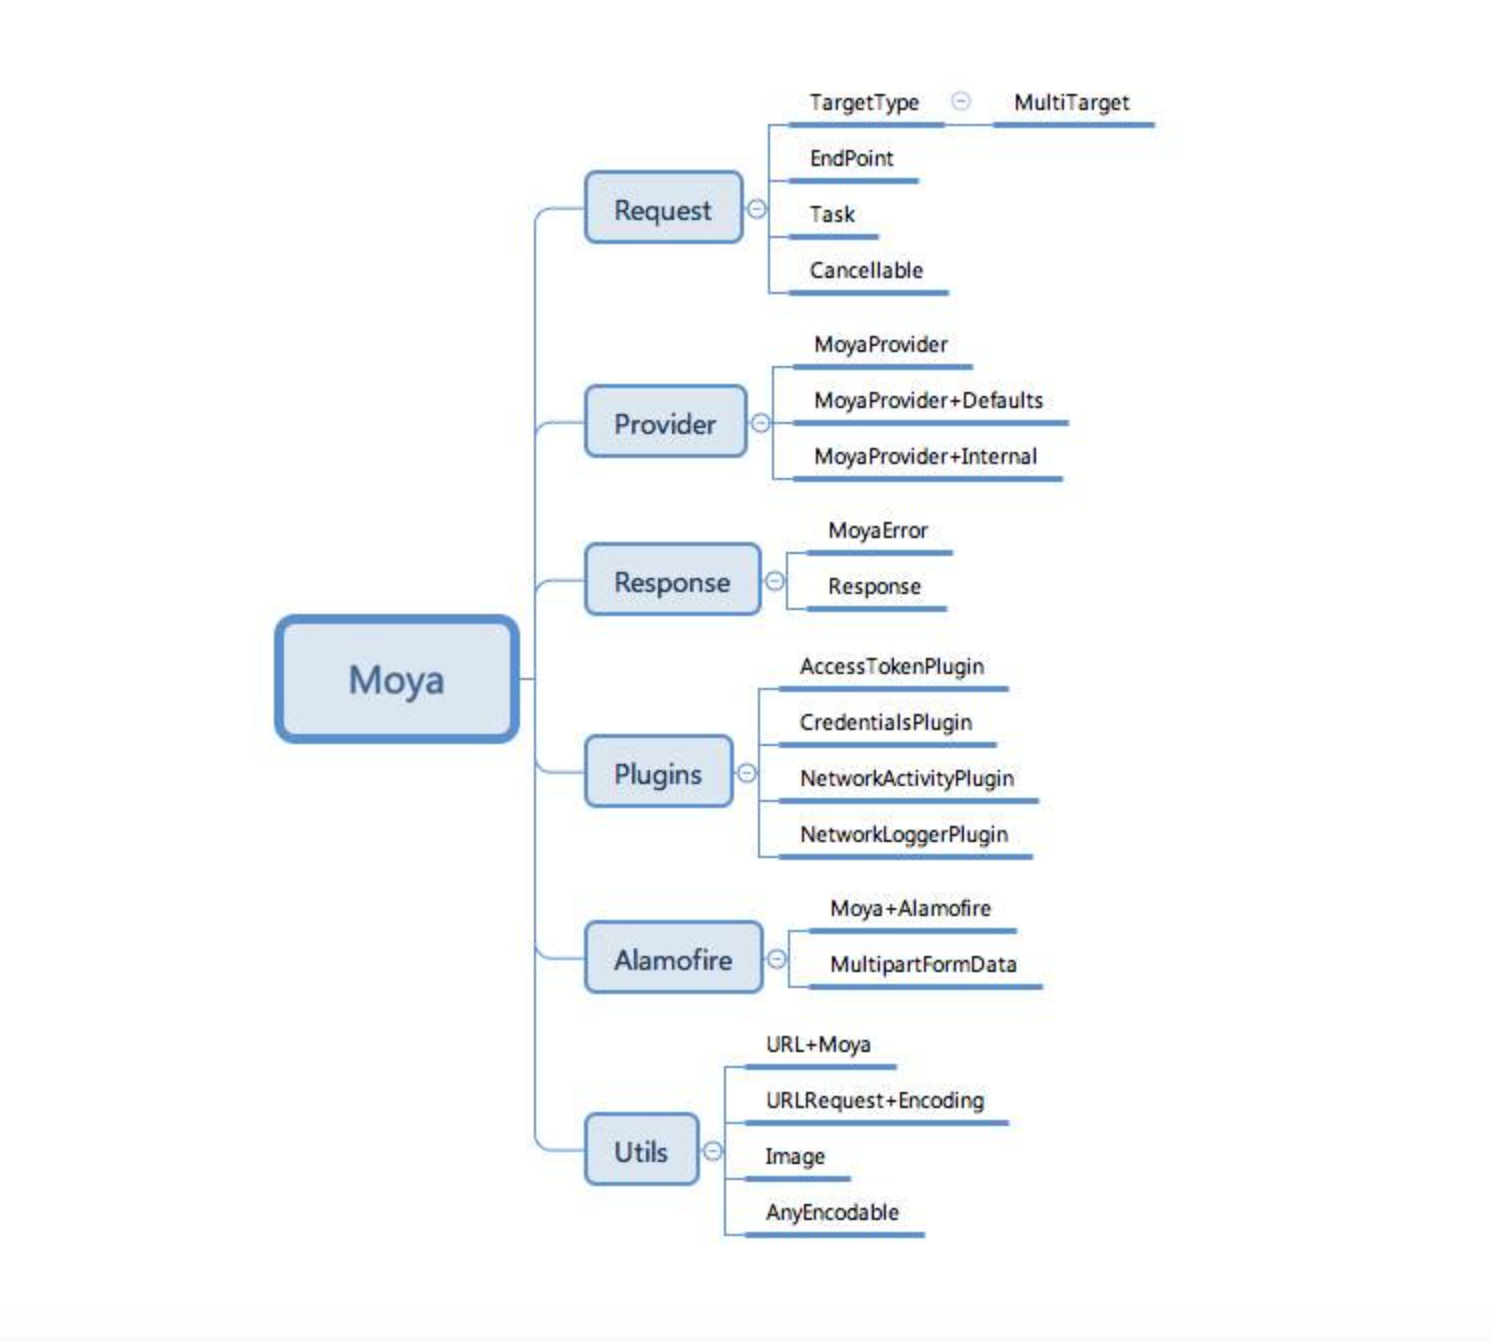 TargetType
MultiTarget
EndPoint
Request
Task
Cancellable
MoyaProvider
MoyaProvider+Defaults
Provider
MoyaProvider+Internal
MoyaError
Response
Response
Moya
AccessTokenPlugin
CredentialsPlugin
Plugins
NetworkActivityPlugin
NetworkLoggerPlugin
Moya+Alamofire
Alamofire
MultipartFormData
URL+Moya
URLRequest+Encoding
Utils
Image
AnyEncodable